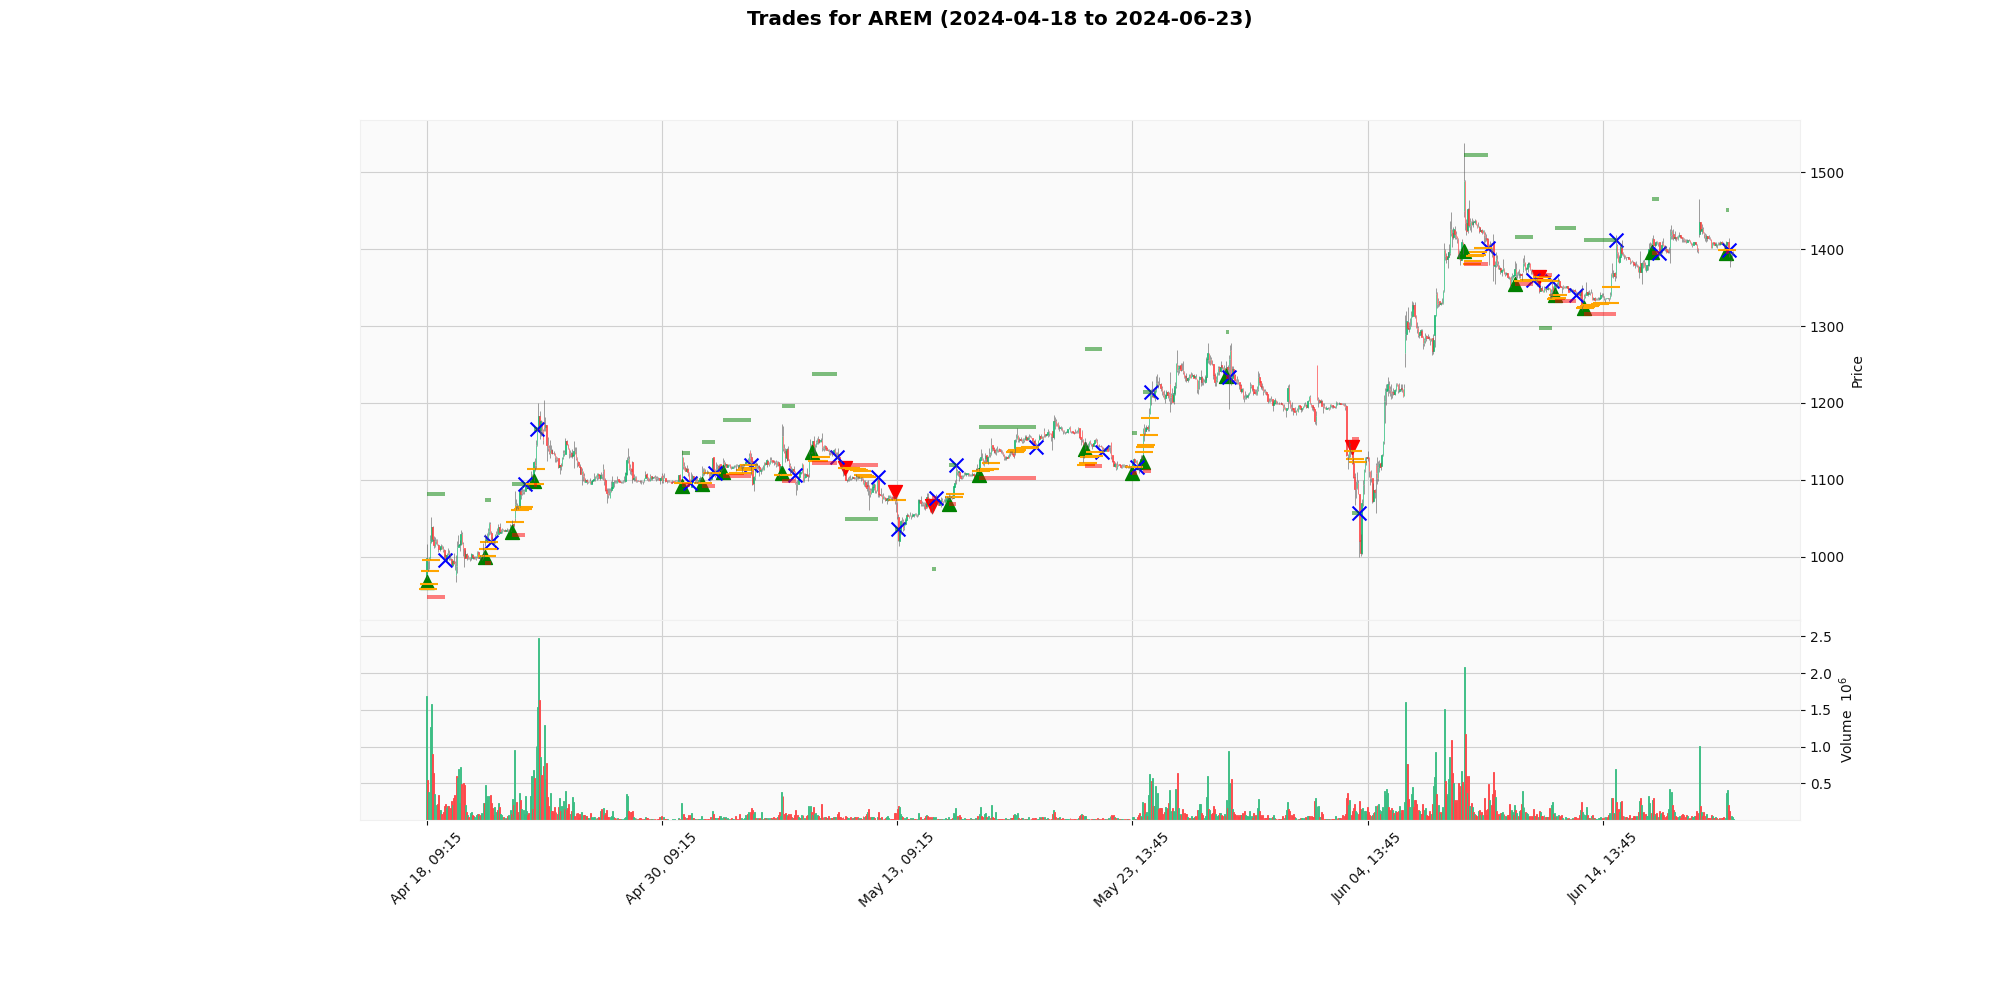 Trades for AREM (2024-04-18 to 2024-06-23)
1500
1400
1300
1200
1100
1000
Price
2.5
2.0
1.5
1.0
0.5
Volume 10^6
Apr 18, 09:15
Apr 30, 09:15
May 13, 09:15
May 23, 13:45
Jun 04, 13:45
Jun 14, 13:45